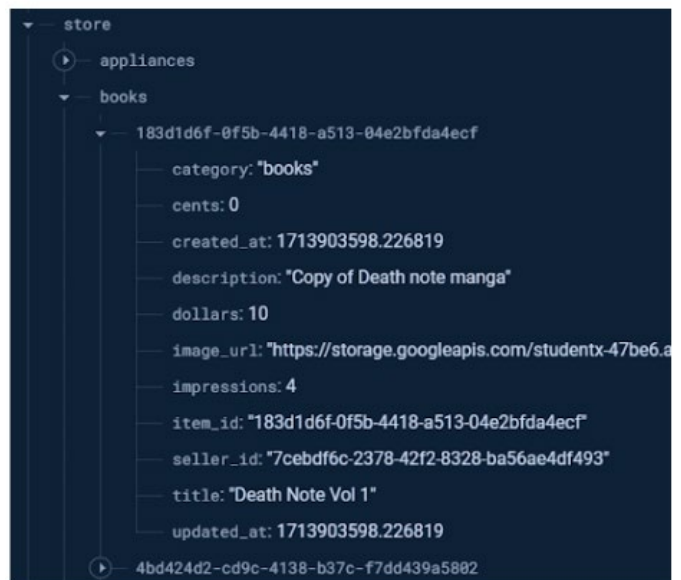 store
appliances
books
183d1d6f-0f5b-4418-a513-04e2bfda4ecf
category: "books"
cents: 0
created_at: 1713903598.226819
description: "Copy of Death note manga"
dollars: 10
image_url: "https://storage.googleapis.com/studentx-47be6.a
impressions: 4
item_id: "183d1d6f-0f5b-4418-a513-04e2bfda4ecf"
seller_id: "7cebdf6c-2378-42f2-8328-ba56ae4df493"
title: "Death Note Vol 1"
updated_at: 1713903598.226819
4bd424d2-cd9c-4138-b37c-f7dd439a5802